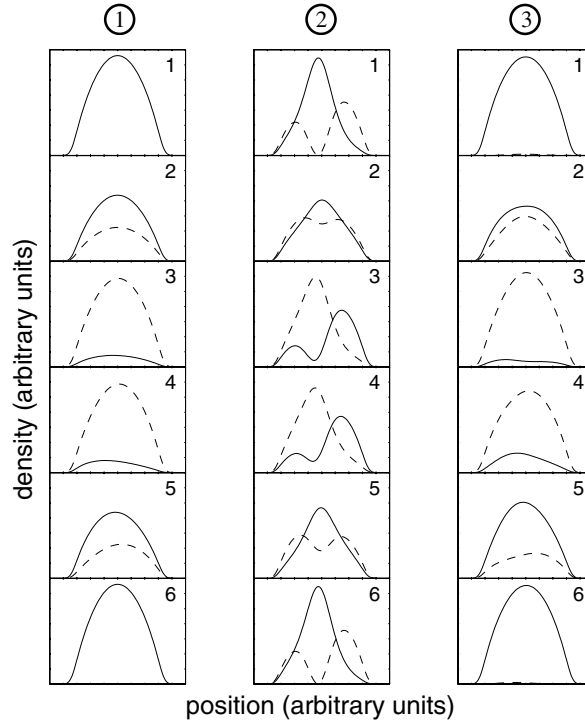 ① ② ③
1 1 1
2 2 2
3 3 3
4 4 4
5 5 5
6 6 6
density (arbitrary units)
position (arbitrary units)